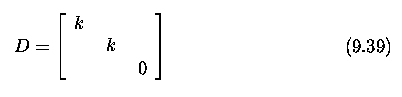 k
D = [ k ] (9.39)
0